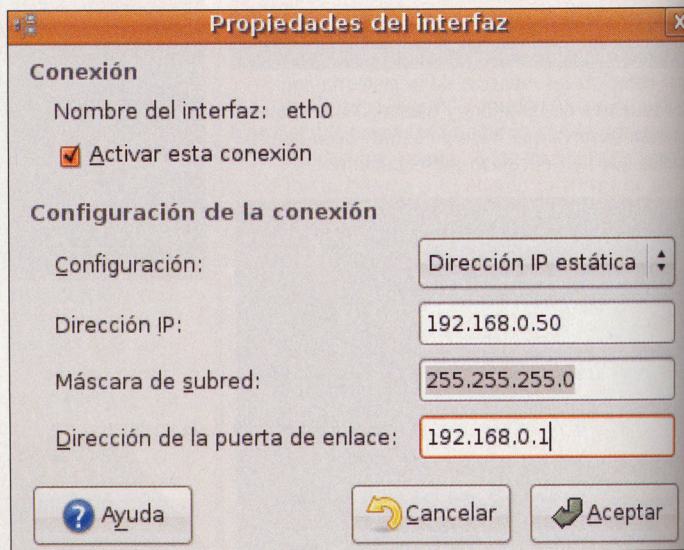 Propiedades del interfaz
X
Conexión
Nombre del interfaz: eth0
Activar esta conexión
Configuración de la conexión
Configuración: Dirección IP estática
Dirección IP: 192.168.0.50
Máscara de subred: 255.255.255.0
Dirección de la puerta de enlace: 192.168.0.1
Ayuda Cancelar Aceptar